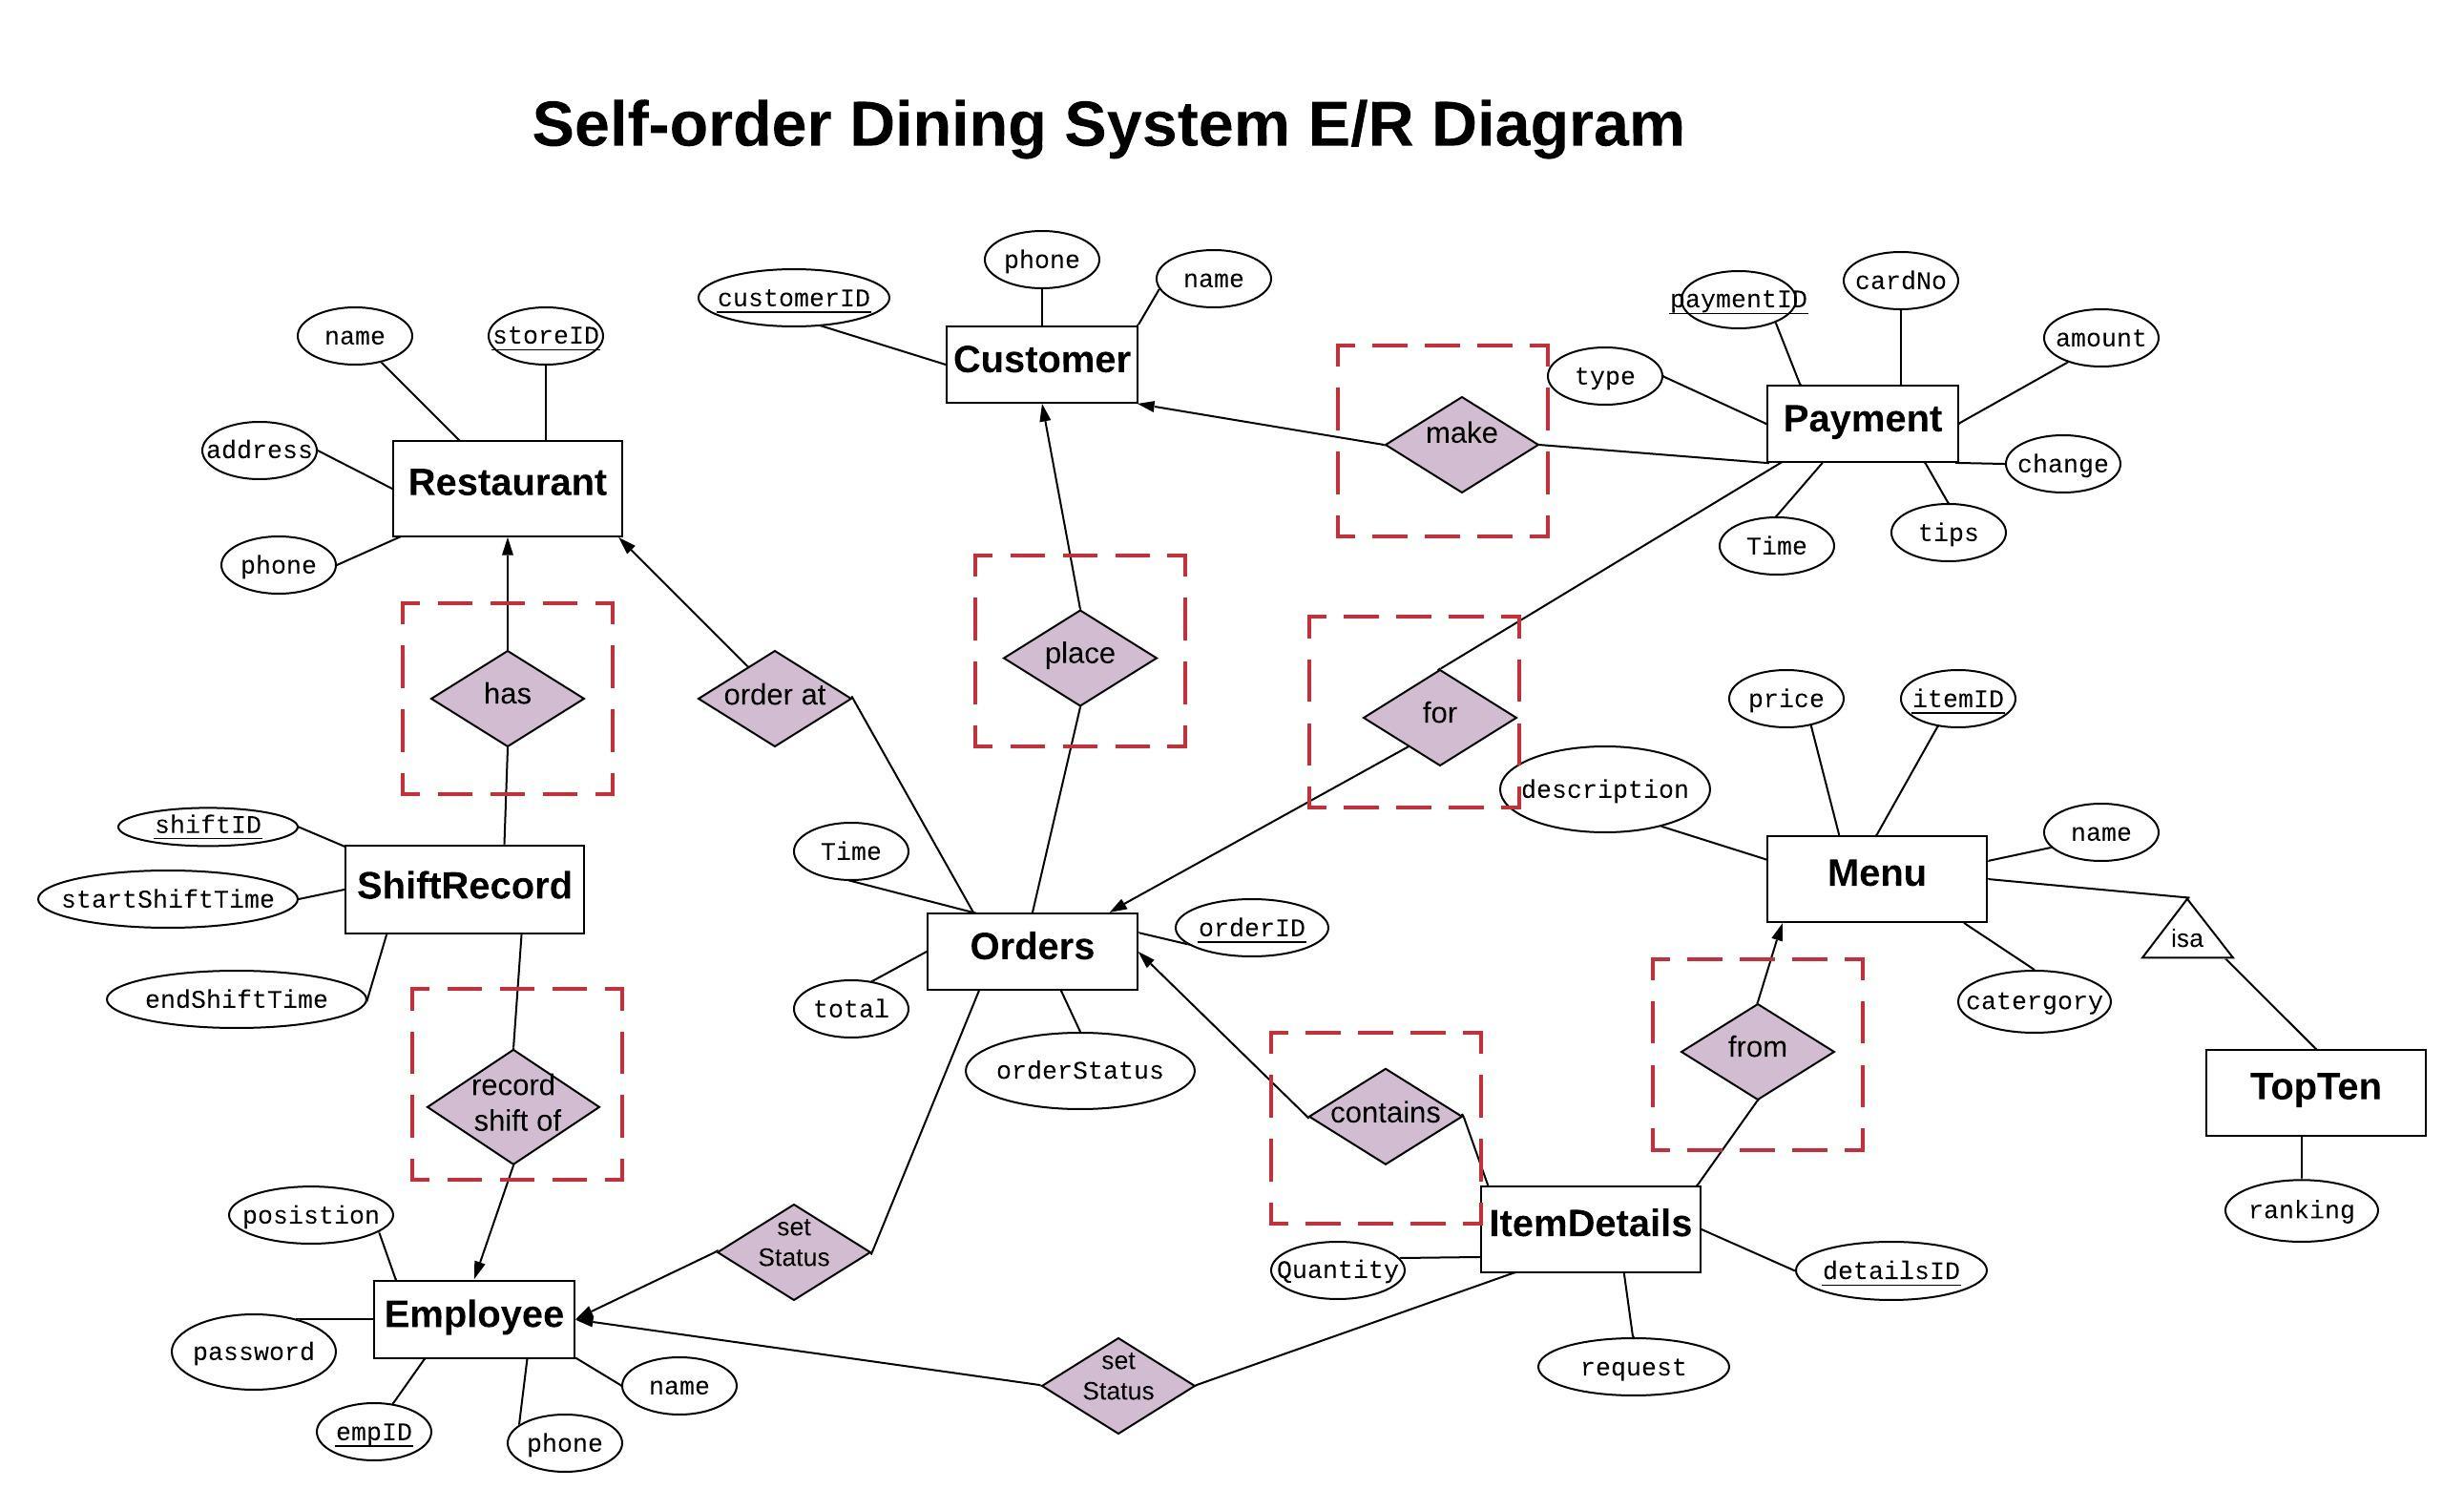 Self-order Dining System E/R Diagram
phone
name
customerID
cardNo
paymentID
name
storeID
amount
Customer
type
Payment
make
address
change
Restaurant
tips
Time
phone
place
has
order at
for
price
itemID
description
shiftID
name
Time
Menu
ShiftRecord
startShiftTime
orderID
isa
Orders
endShiftTime
total
catergory
from
orderStatus
TopTen
record
shift of
contains
posistion
ranking
set
Status
ItemDetails
Quantity
detailsID
Employee
password
set
Status
request
name
empID
phone